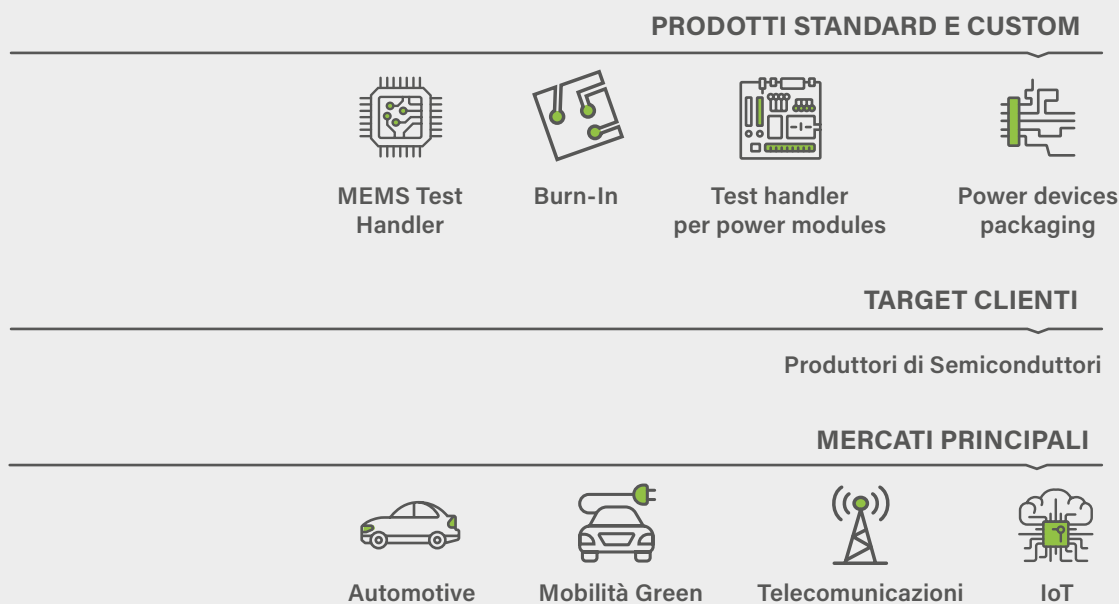 PRODOTTI STANDARD E CUSTOM
MEMS Test
Handler
Burn-In
Test handler
per power modules
Power devices
packaging
TARGET CLIENTI
Produttori di Semiconduttori
MERCATI PRINCIPALI
Automotive
Mobilità Green
Telecomunicazioni
IoT